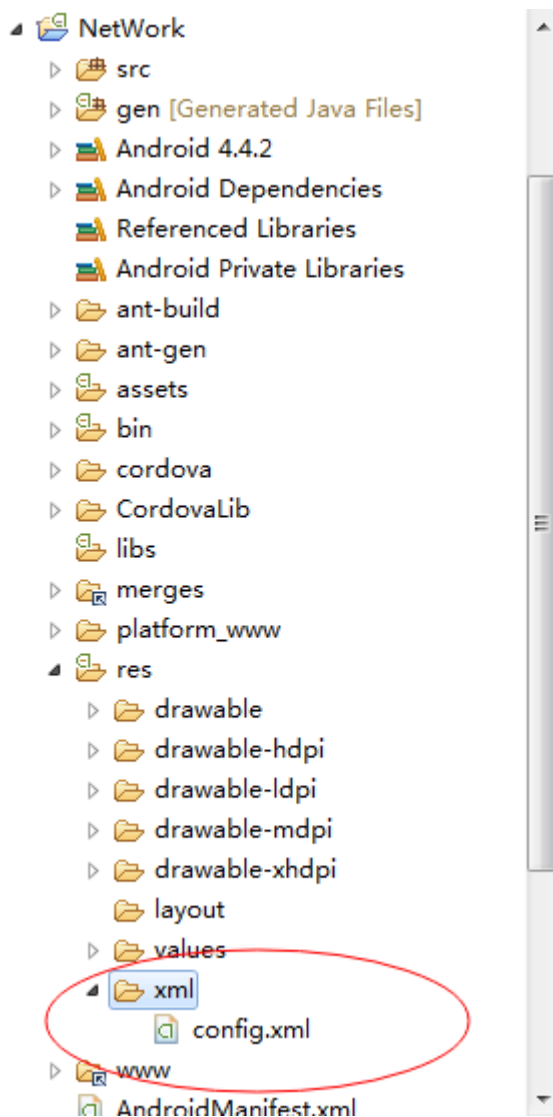 NetWork
src
gen [Generated Java Files]
Android 4.4.2
Android Dependencies
Referenced Libraries
Android Private Libraries
ant-build
ant-gen
assets
bin
cordova
CordovaLib
libs
merges
platform_www
res
drawable
drawable-hdpi
drawable-ldpi
drawable-mdpi
drawable-xhdpi
layout
values
xml
config.xml
www
AndroidManifest.xml